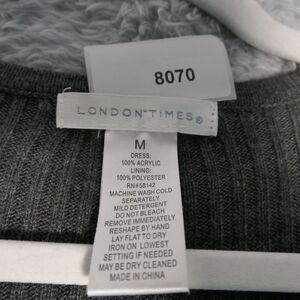 8070
LONDON TIMES®
M
DRESS:
100% ACRYLIC
LINING:
100% POLYESTER
RN#58142
MACHINE WASH COLD
SEPARATELY
MILD DETERGENT
DO NOT BLEACH
REMOVE IMMEDIATELY
RESHAPE BY HAND
LAY FLAT TO DRY
IRON ON LOWEST
SETTING IF NEEDED
MAY BE DRY CLEANED
MADE IN CHINA